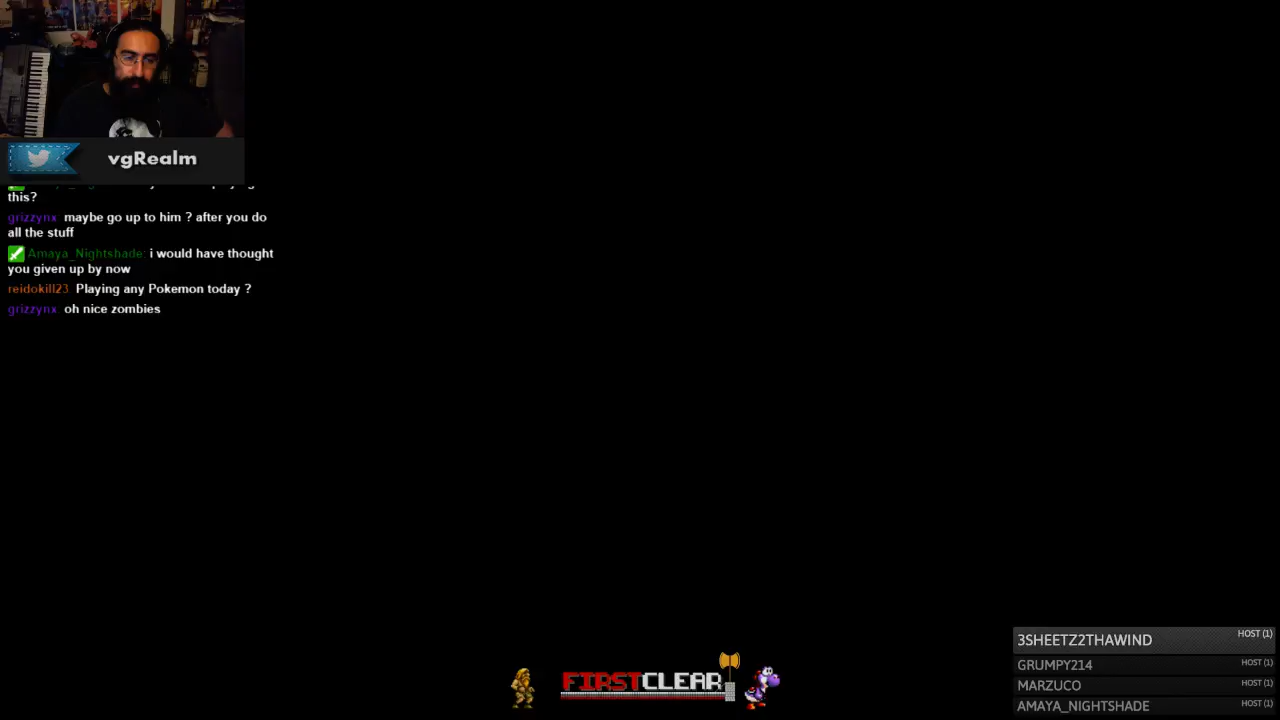 vgRealm
this?
grizzynx: maybe go up to him ? after you do
all the stuff
Amaya_Nightshade: i would have thought
you given up by now
reidokill23: Playing any Pokemon today ?
grizzynx: oh nice zombies
FIRSTCLEAR
3SHEETZ2THAWIND HOST (1)
GRUMPY214 HOST (1)
MARZUCO HOST (1)
AMAYA_NIGHTSHADE HOST (1)